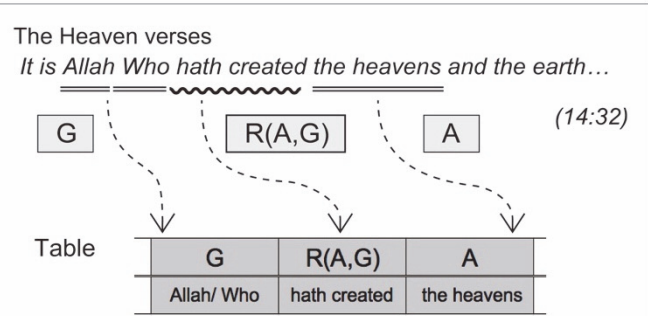 The Heaven verses
It is Allah Who hath created the heavens and the earth…
(14:32)
G R(A,G) A
Table
G R(A,G) A
Allah/ Who hath created the heavens